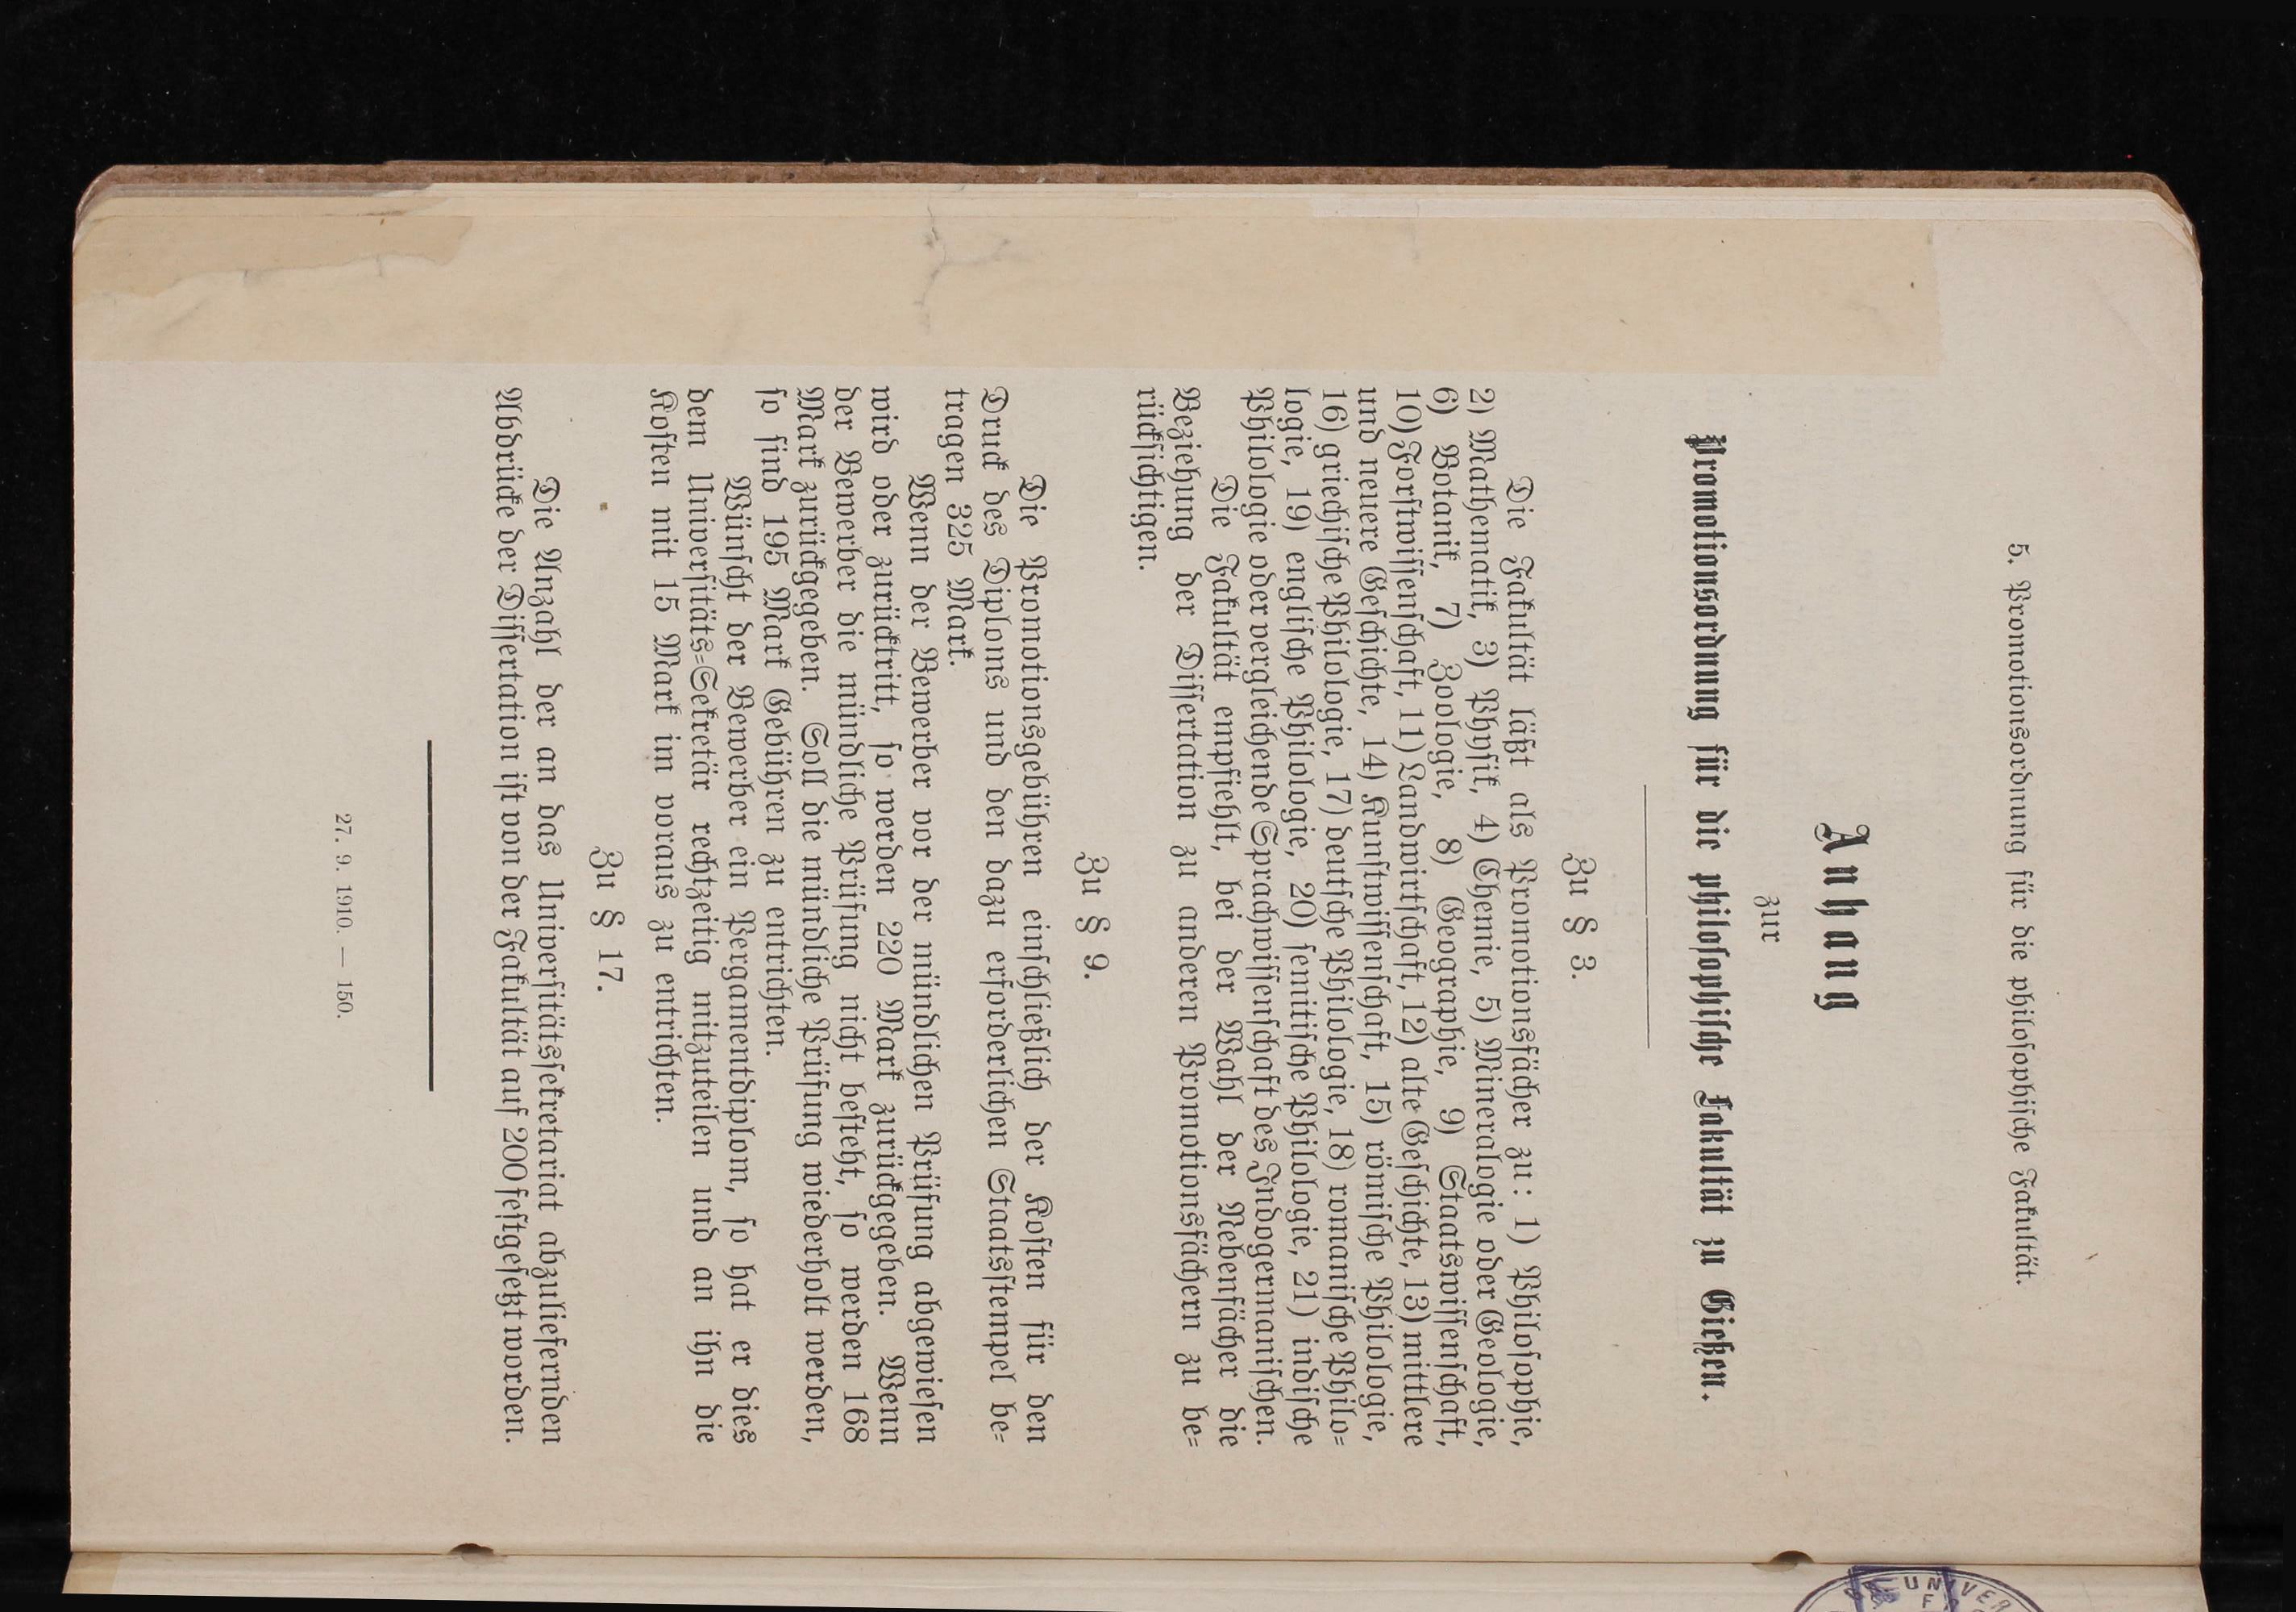 5. Promotionsordnung für die philosophische Fakultät.
Anhang
zur
Promotionsordnung für die philosophische Fakultät zu Gießen.
Zu § 3.
Die Fakultät läßt als Promotionsfächer zu: 1) Philosophie,
2) Mathematik, 3) Physik, 4) Chemie, 5) Mineralogie oder Geologie,
6) Botanik, 7) Zoologie, 8) Geographie, 9) Staatswissenschaft,
10) Forstwissenschaft, 11) Landwirtschaft, 12) alte Geschichte, 13) mittlere
und neuere Geschichte, 14) Kunstwissenschaft, 15) römische Philologie,
16) griechische Philologie, 17) deutsche Philologie, 18) romanische Philo-
logie, 19) englische Philologie, 20) semitische Philologie, 21) indische
Philologie oder vergleichende Sprachwissenschaft des Indogermanischen.
Die Fakultät empfiehlt, bei der Wahl der Nebenfächer die
Beziehung der Dissertation zu anderen Promotionsfächern zu be-
rücksichtigen.
Zu § 9.
Die Promotionsgebühren einschließlich der Kosten für den
Druck des Diploms und den dazu erforderlichen Staatsstempel be-
tragen 325 Mark.
Wenn der Bewerber vor der mündlichen Prüfung abgewiesen
wird oder zurücktritt, so werden 220 Mark zurückgegeben. Wenn
der Bewerber die mündliche Prüfung nicht besteht, so werden 168
Mark zurückgegeben. Soll die mündliche Prüfung wiederholt werden,
so sind 195 Mark Gebühren zu entrichten.
Wünscht der Bewerber ein Pergamentdiplom, so hat er dies
dem Universitäts-Sekretär rechtzeitig mitzuteilen und an ihn die
Kosten mit 15 Mark im voraus zu entrichten.
Zu § 17.
Die Anzahl der an das Universitätssekretariat abzuliefernden
Abdrücke der Dissertation ist von der Fakultät auf 200 festgesetzt worden.
27. 9. 1910. — 150.